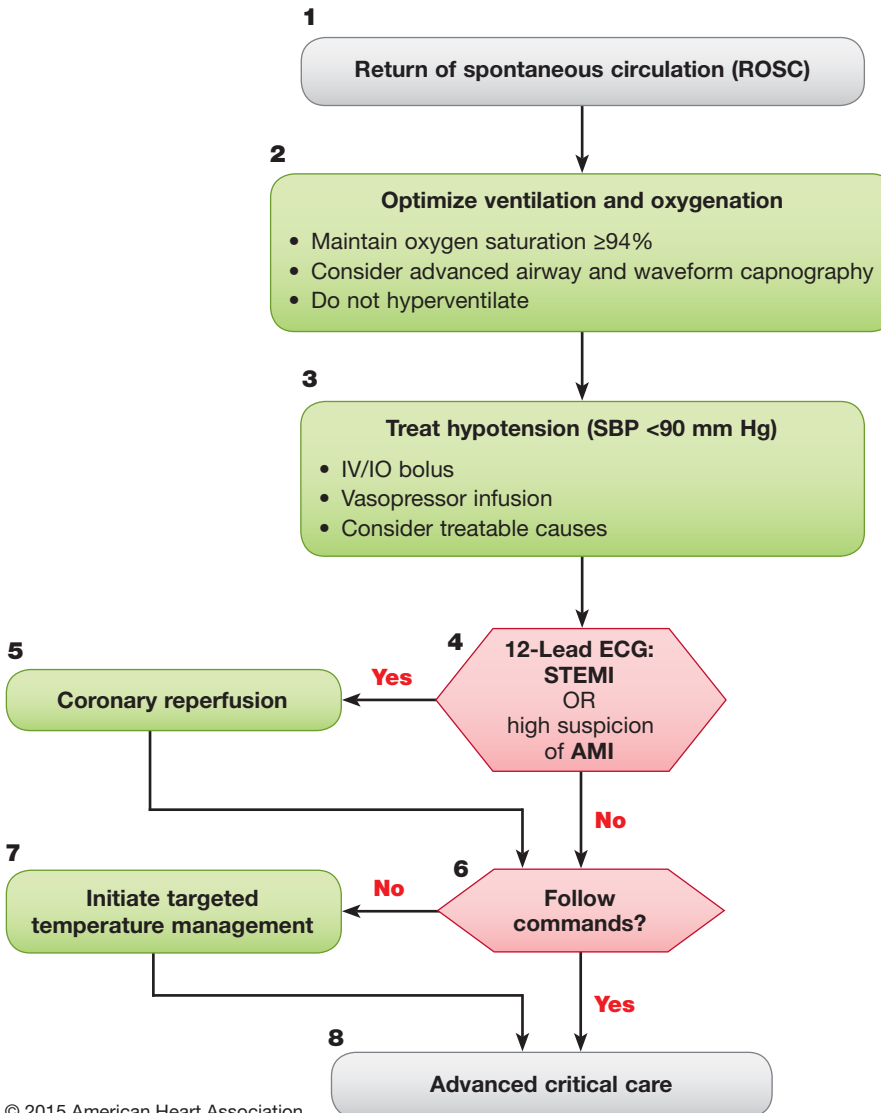 1
Return of spontaneous circulation (ROSC)
2
Optimize ventilation and oxygenation
• Maintain oxygen saturation ≥94%
• Consider advanced airway and waveform capnography
• Do not hyperventilate
3
Treat hypotension (SBP <90 mm Hg)
• IV/IO bolus
• Vasopressor infusion
• Consider treatable causes
4
12-Lead ECG:
STEMI
OR
high suspicion
of AMI
Yes
5
Coronary reperfusion
No
6
Follow
commands?
No
7
Initiate targeted
temperature management
Yes
8
Advanced critical care
© 2015 American Heart Association